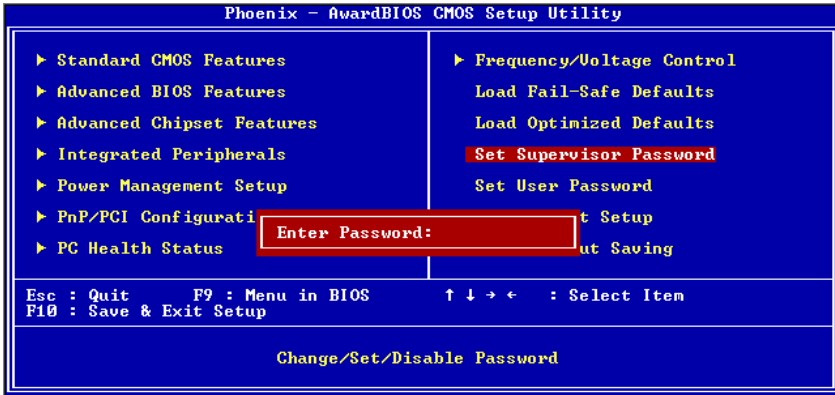 Phoenix - AwardBIOS CMOS Setup Utility
Standard CMOS Features
Advanced BIOS Features
Advanced Chipset Features
Integrated Peripherals
Power Management Setup
PnP/PCI Configurati
PC Health Status
Frequency/Voltage Control
Load Fail-Safe Defaults
Load Optimized Defaults
Set Supervisor Password
Set User Password
t Setup
ut Saving
Enter Password:
Esc : Quit F9 : Menu in BIOS ↑ ↓ → ← : Select Item
F10 : Save & Exit Setup
Change/Set/Disable Password